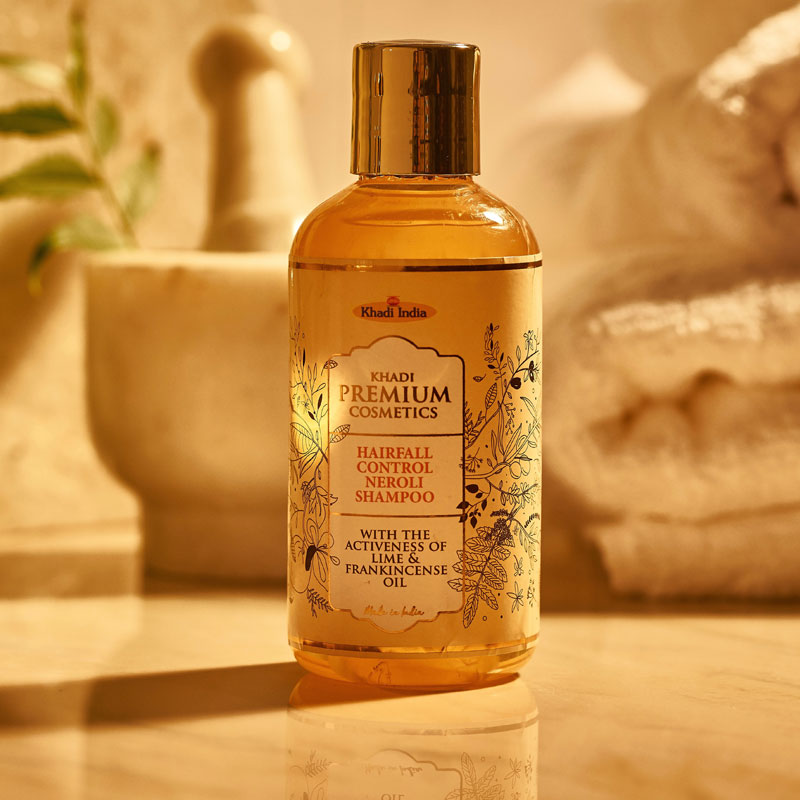 Khadi India
KHADI
PREMIUM
COSMETICS
HAIRFALL
CONTROL
NEROLI
SHAMPOO
WITH THE
ACTIVENESS OF
LIME &
FRANKINCENSE
OIL
Made in India